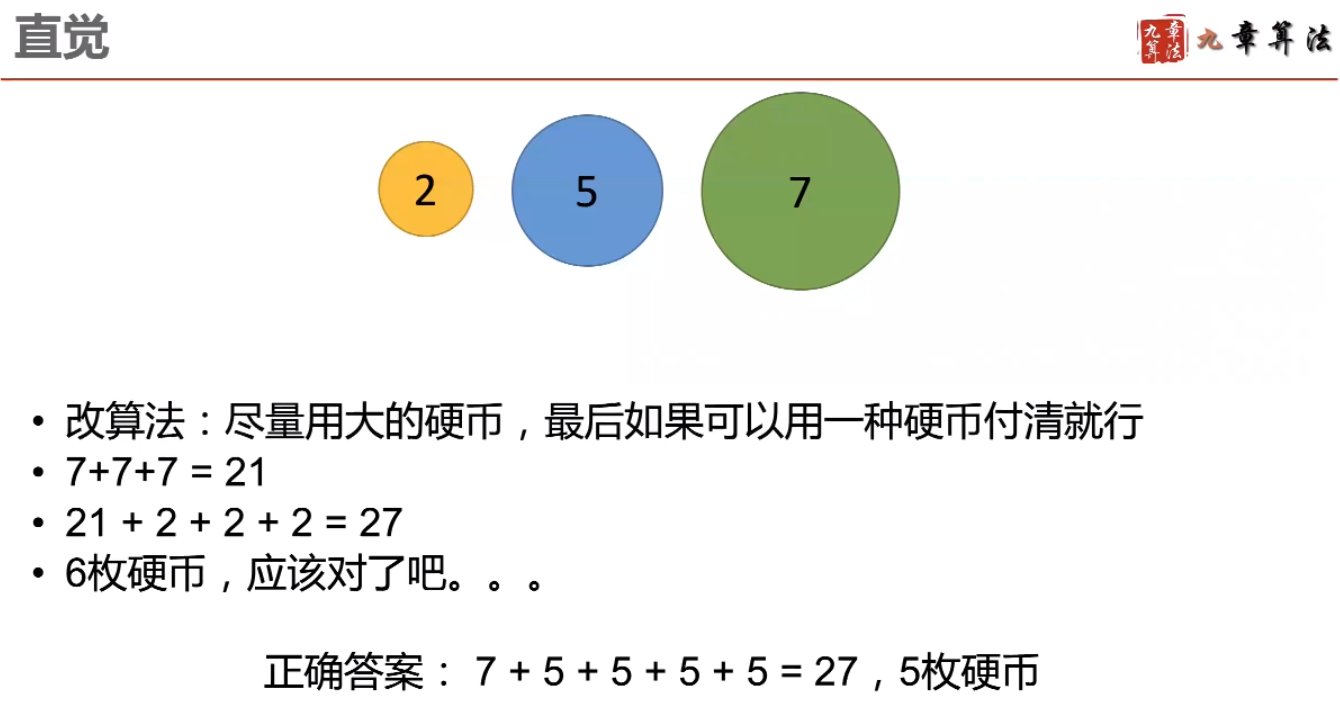 直觉
九章算法 九章算法
2 5 7
• 改算法：尽量用大的硬币，最后如果可以用一种硬币付清就行
• 7+7+7 = 21
• 21 + 2 + 2 + 2 = 27
• 6枚硬币，应该对了吧。。。
正确答案： 7 + 5 + 5 + 5 + 5 = 27，5枚硬币